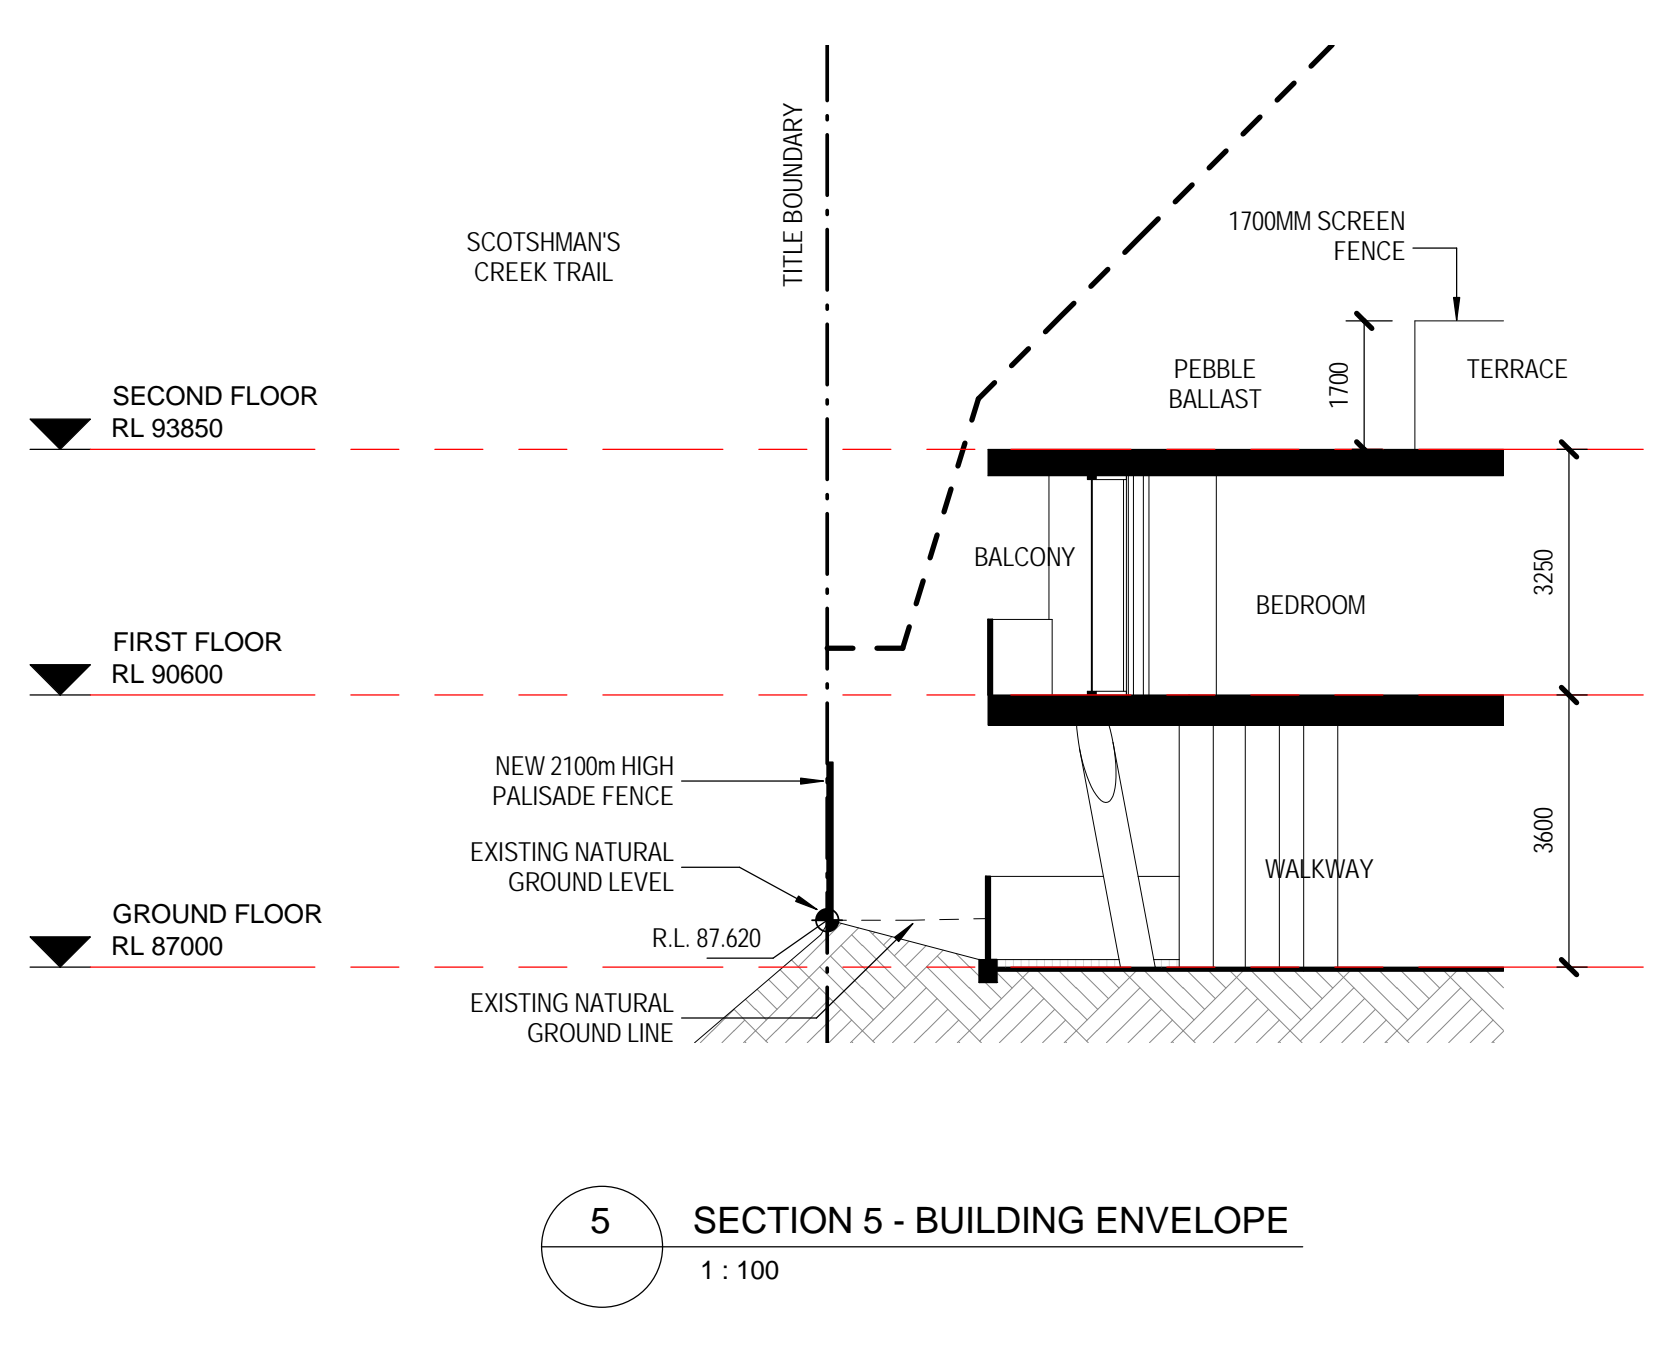 TITLE BOUNDARY
SCOTSHMAN'S
CREEK TRAIL
1700MM SCREEN
FENCE
PEBBLE
BALLAST
1700
TERRACE
SECOND FLOOR
RL 93850
BALCONY
BEDROOM
3250
FIRST FLOOR
RL 90600
NEW 2100m HIGH
PALISADE FENCE
EXISTING NATURAL
GROUND LEVEL
WALKWAY
3600
GROUND FLOOR
RL 87000
R.L. 87.620
EXISTING NATURAL
GROUND LINE
5
SECTION 5 - BUILDING ENVELOPE
1 : 100